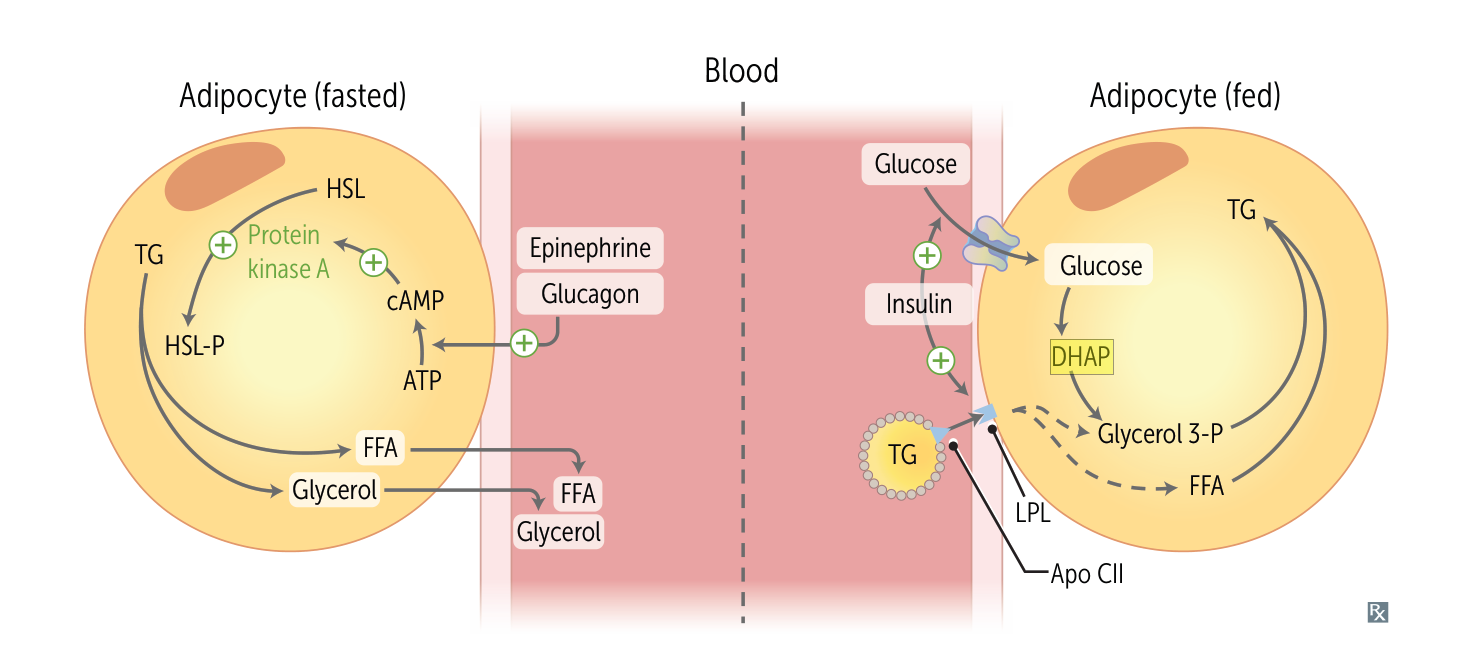 Blood
Adipocyte (fasted)
Adipocyte (fed)
HSL
TG
Protein
kinase A
cAMP
HSL-P
ATP
FFA
Glycerol
Epinephrine
Glucagon
FFA
Glycerol
Glucose
Insulin
TG
LPL
Apo CII
TG
Glucose
DHAP
Glycerol 3-P
FFA
+
+
+
+
+
Rx